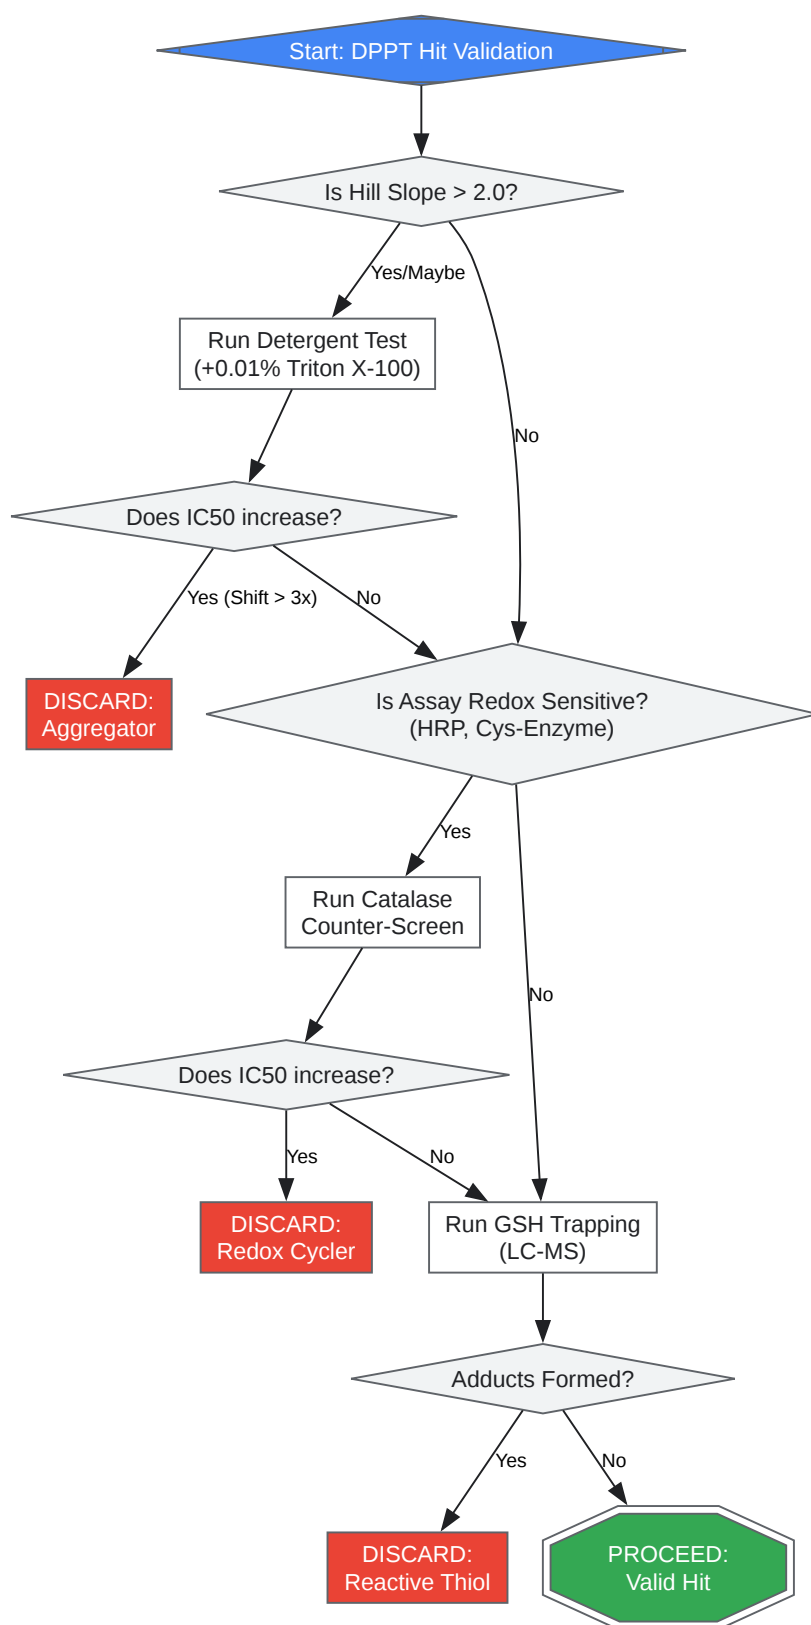 Start: DPPT Hit Validation
Is Hill Slope > 2.0?
Yes/Maybe
Run Detergent Test
(+0.01% Triton X-100)
No
Does IC50 increase?
Yes (Shift > 3x)
No
DISCARD:
Aggregator
Is Assay Redox Sensitive?
(HRP, Cys-Enzyme)
Yes
Run Catalase
Counter-Screen
No
Does IC50 increase?
Yes
No
DISCARD:
Redox Cycler
Run GSH Trapping
(LC-MS)
Adducts Formed?
Yes
No
DISCARD:
Reactive Thiol
PROCEED:
Valid Hit